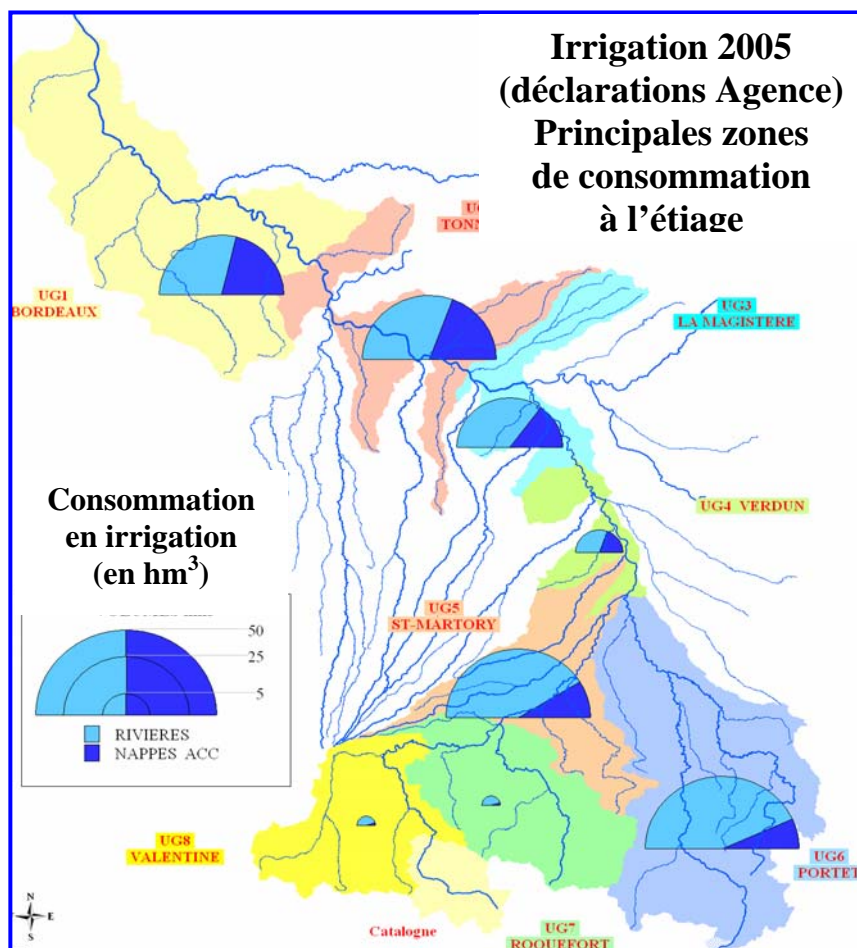 Irrigation 2005
(déclarations Agence)
Principales zones
de consommation
à l'étiage
UG1
BORDEAUX
TONN
UG3
LA MAGISTERE
UG4 VERDUN
UG5
ST-MARTORY
Consommation
en irrigation
(en hm³)
50
25
5
RIVIERES
NAPPES ACC
UG8
VALENTINE
UG6
PORTET
UG7
ROQUEFORT
Catalogne
N
E
S